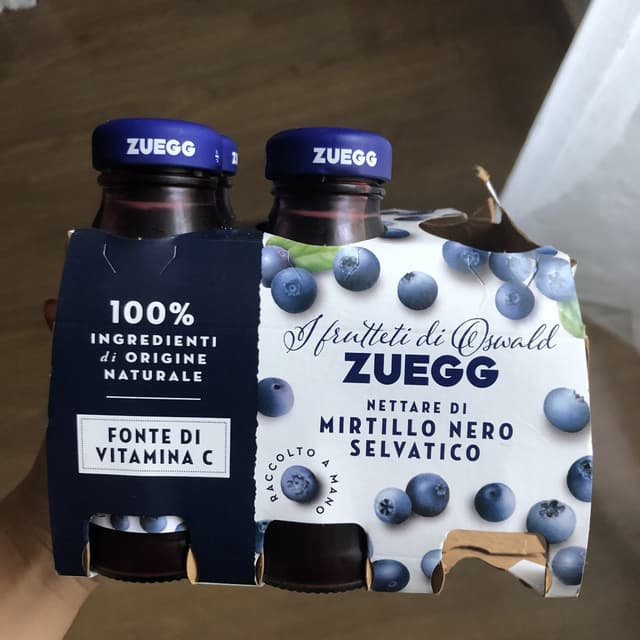 ZUEGG
ZU
ZUEGG
100%
INGREDIENTI
di ORIGINE
NATURALE
FONTE DI
VITAMINA C
I frutteti di Oswald
ZUEGG
NETTARE DI
MIRTILLO NERO
SELVATICO
RACCOLTO A MANO